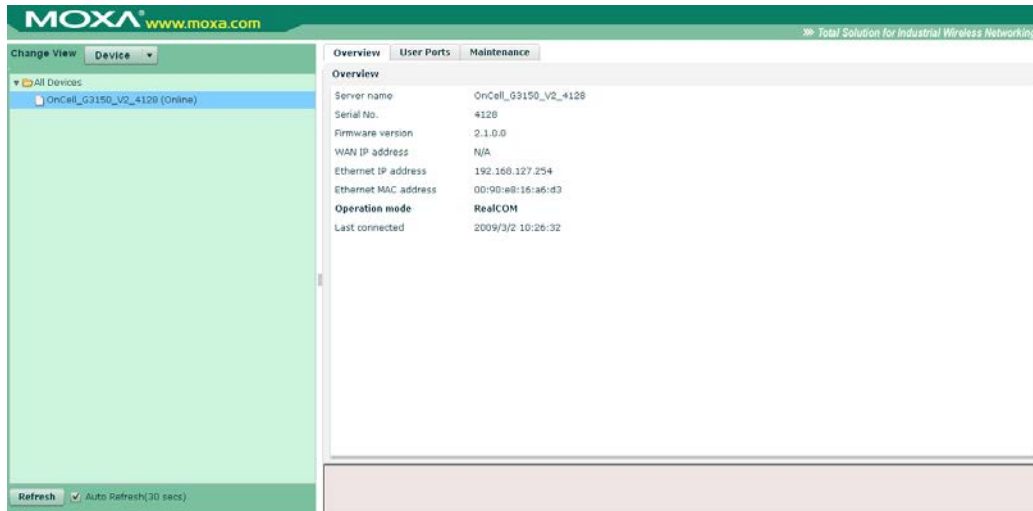 MOXA® www.moxa.com
Total Solution for Industrial Wireless Networking
Change View Device
All Devices
OnCell_G3150_V2_4128 (Online)
Refresh Auto Refresh(30 secs)
Overview User Ports Maintenance
Overview
Server name OnCell_G3150_V2_4128
Serial No. 4128
Firmware version 2.1.0.0
WAN IP address N/A
Ethernet IP address 192.168.127.254
Ethernet MAC address 00:90:e8:16:a6:d3
Operation mode RealCOM
Last connected 2009/3/2 10:26:32